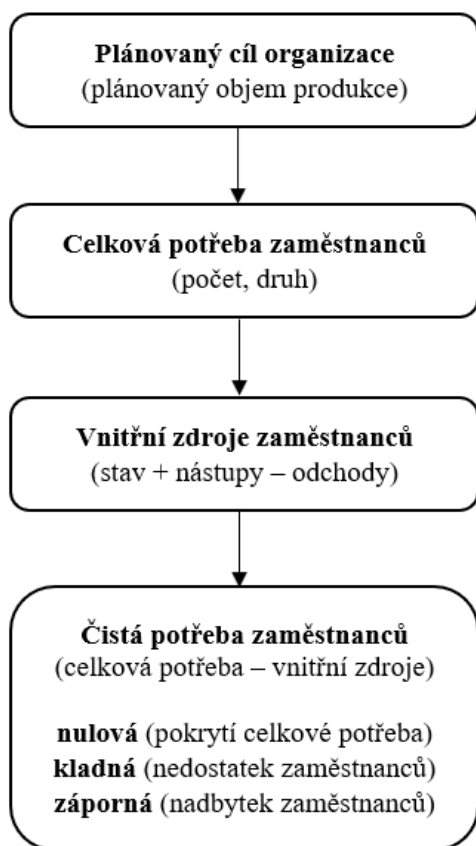 Plánovaný cíl organizace
(plánovaný objem produkce)
Celková potřeba zaměstnanců
(počet, druh)
Vnitřní zdroje zaměstnanců
(stav + nástupy – odchody)
Čistá potřeba zaměstnanců
(celková potřeba – vnitřní zdroje)
nulová (pokrytí celkové potřeba)
kladná (nedostatek zaměstnanců)
záporná (nadbytek zaměstnanců)